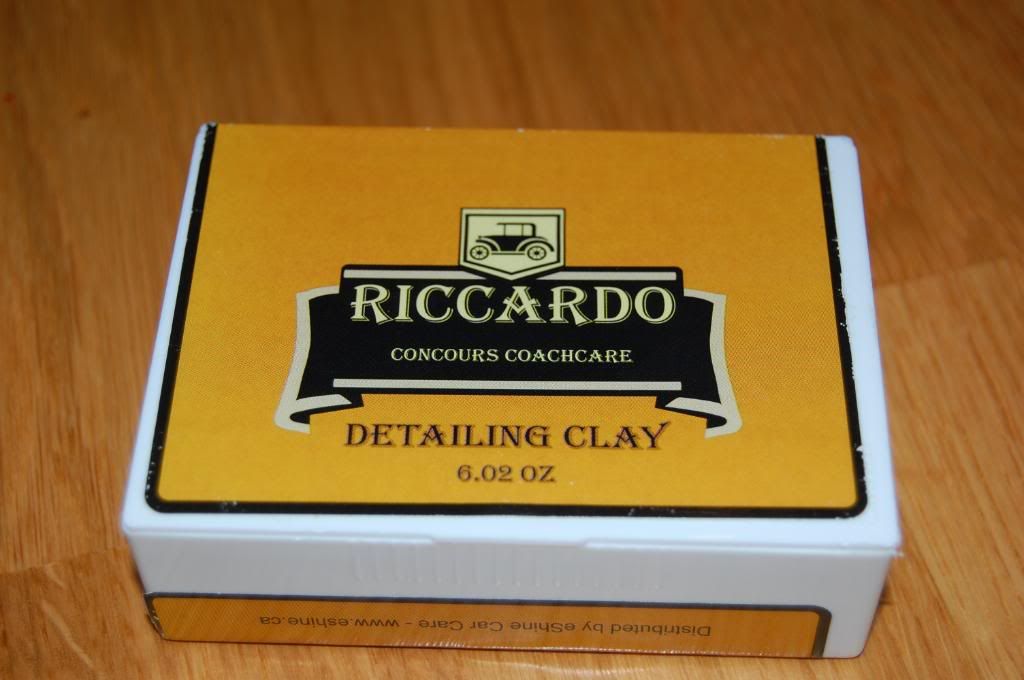 RICCARDO
CONCOURS COACHCARE
DETAILING CLAY
6.02 OZ
Distributed by eShine Car Care - www.eshine.ca